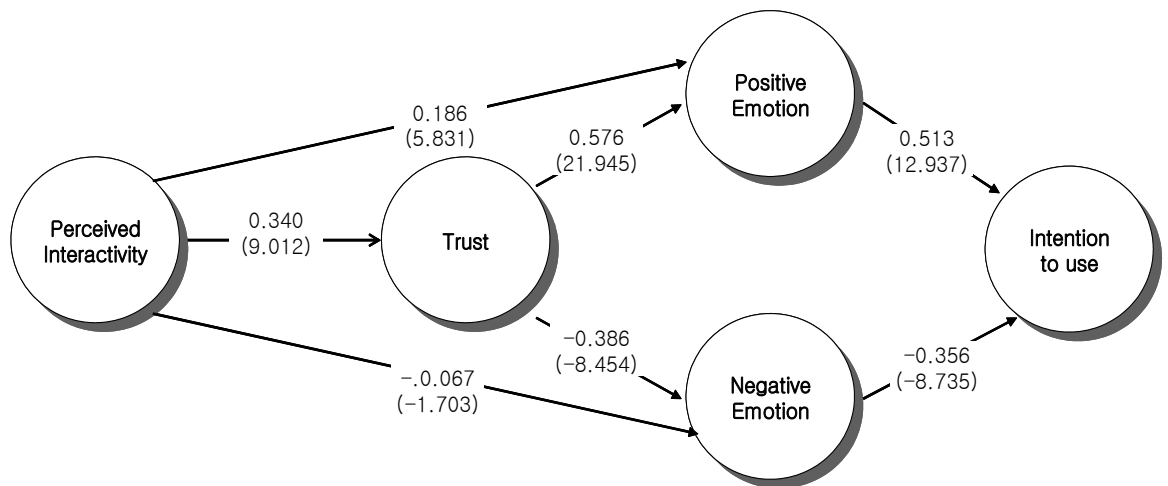 Positive
Emotion
0.186
(5.831)
0.576
(21.945)
0.513
(12.937)
Perceived
Interactivity
0.340
(9.012)
Trust
Intention
to use
-0.386
(-8.454)
-.0.067
(-1.703)
Negative
Emotion
-0.356
(-8.735)